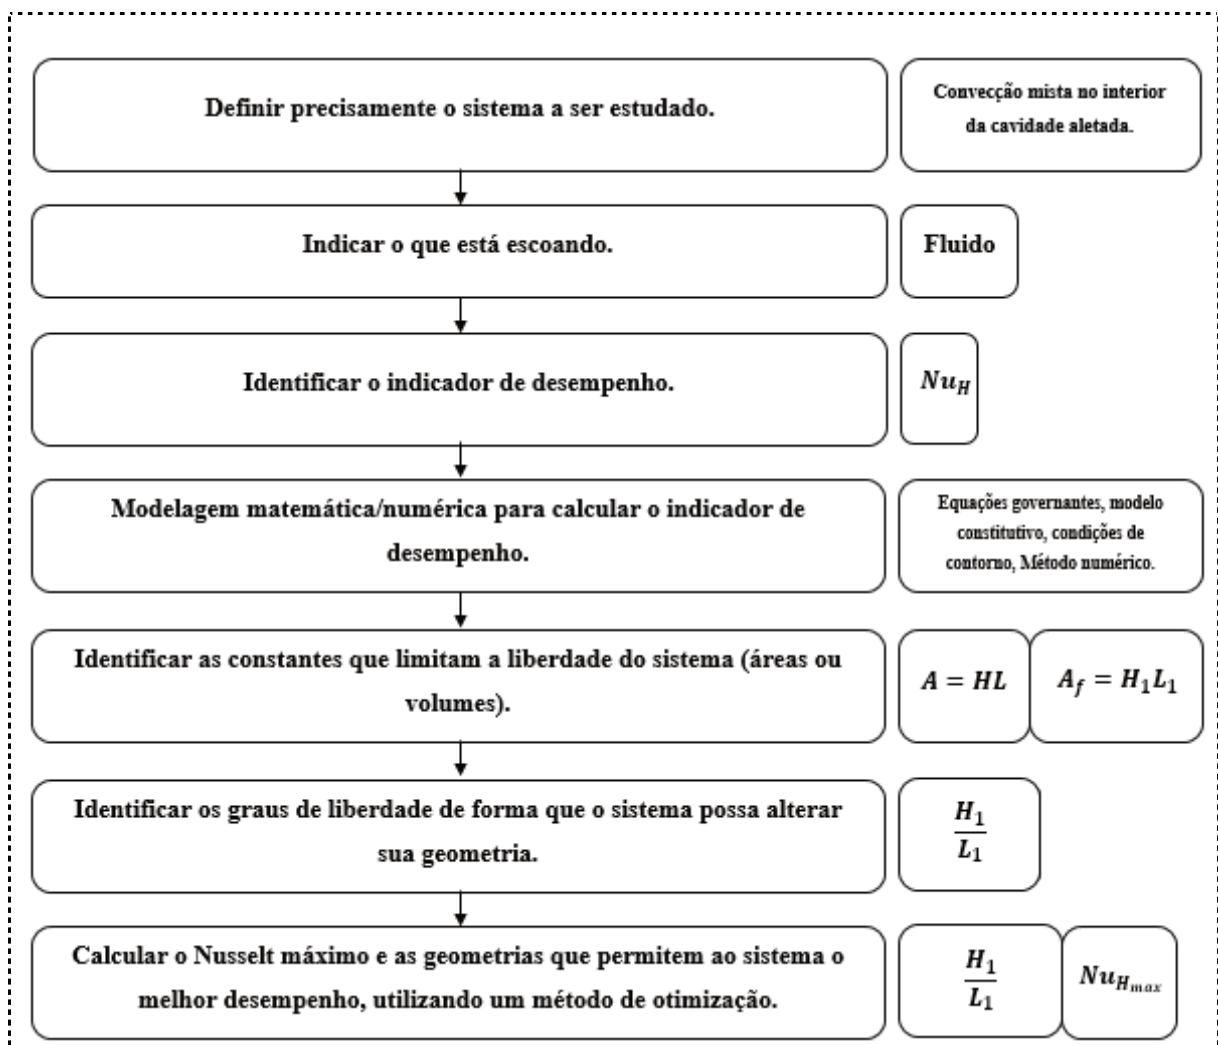 Definir precisamente o sistema a ser estudado.
Convecção mista no interior
da cavidade aletada.
Indicar o que está escoando.
Fluido
Identificar o indicador de desempenho.
Nu_H
Modelagem matemática/numérica para calcular o indicador de
desempenho.
Equações governantes, modelo
constitutivo, condições de
contorno, Método numérico.
Identificar as constantes que limitam a liberdade do sistema (áreas ou
volumes).
A = HL
A_f = H_1L_1
Identificar os graus de liberdade de forma que o sistema possa alterar
sua geometria.
H_1
L_1
Calcular o Nusselt máximo e as geometrias que permitem ao sistema o
melhor desempenho, utilizando um método de otimização.
H_1
L_1
Nu_{H_{max}}